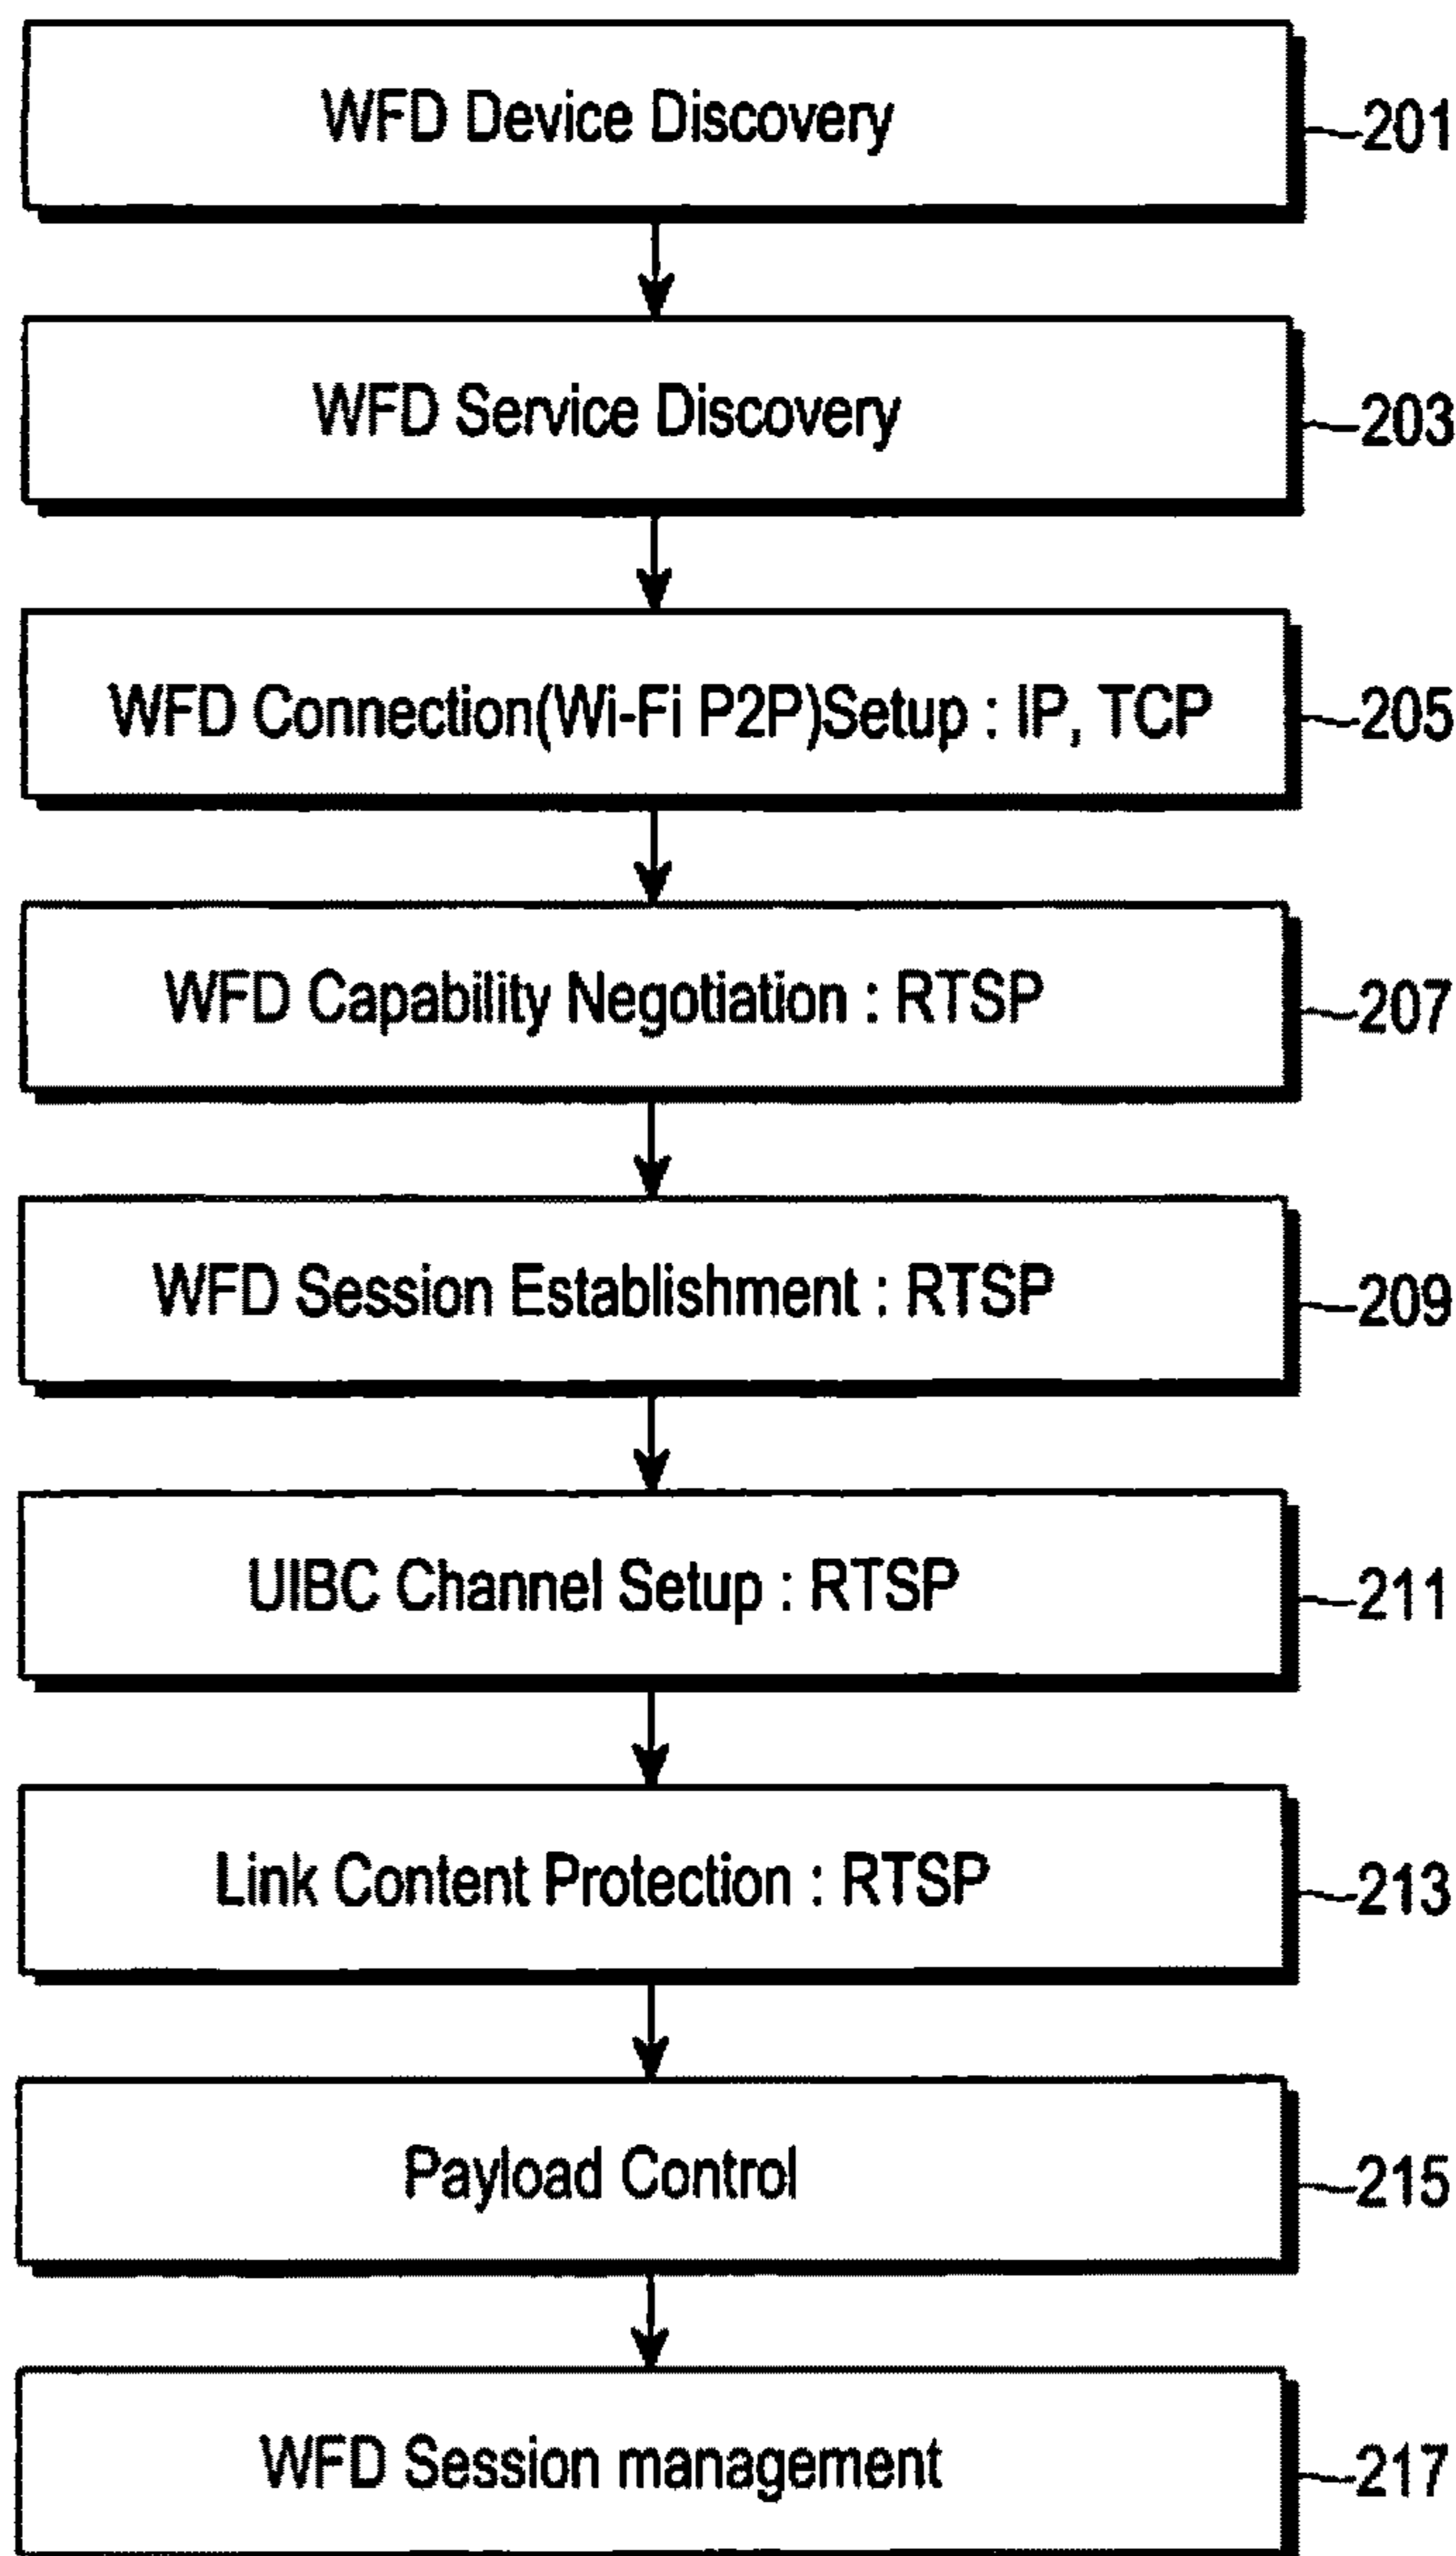 WFD Device Discovery
201
WFD Service Discovery
203
WFD Connection(Wi-Fi P2P)Setup : IP, TCP
205
WFD Capability Negotiation : RTSP
207
WFD Session Establishment : RTSP
209
UIBC Channel Setup : RTSP
211
Link Content Protection : RTSP
213
Payload Control
215
WFD Session management
217